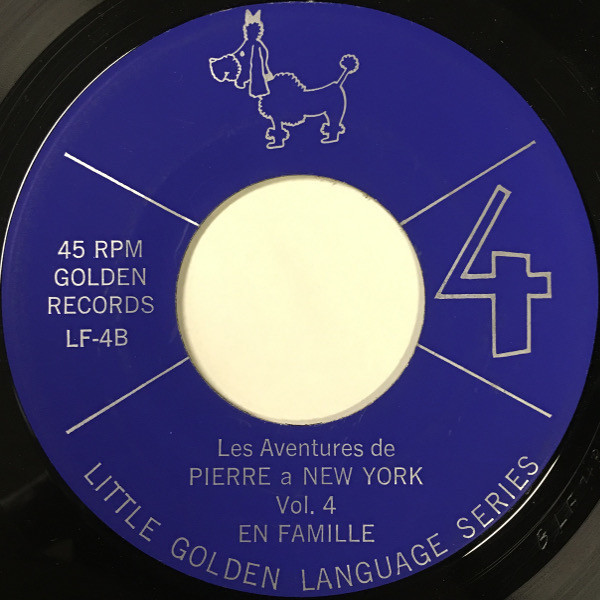 45 RPM
GOLDEN
RECORDS
LF-4B
4
Les Aventures de
PIERRE a NEW YORK
Vol. 4
EN FAMILLE
LITTLE GOLDEN LANGUAGE SERIES